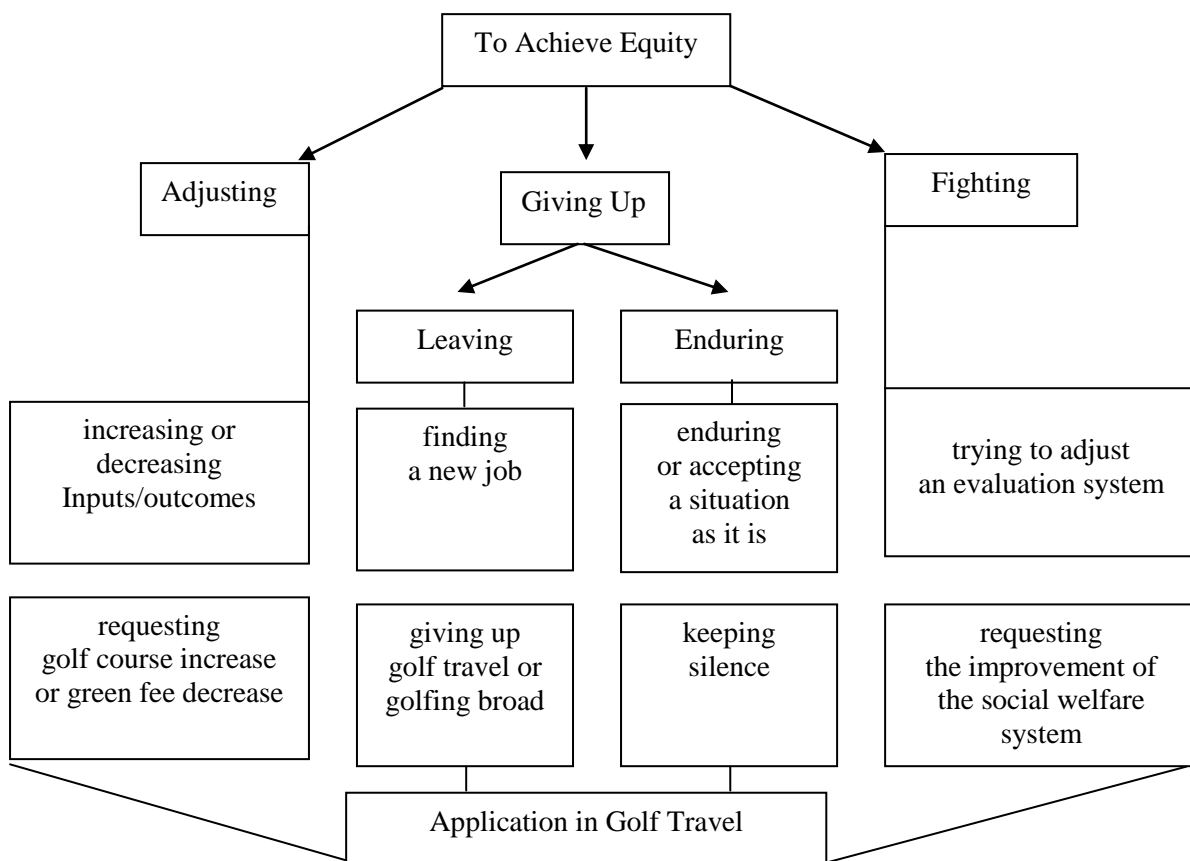 To Achieve Equity
Adjusting
Giving Up
Fighting
Leaving
Enduring
increasing or
decreasing
Inputs/outcomes
finding
a new job
enduring
or accepting
a situation
as it is
trying to adjust
an evaluation system
requesting
golf course increase
or green fee decrease
giving up
golf travel or
golfing broad
keeping
silence
requesting
the improvement of
the social welfare
system
Application in Golf Travel